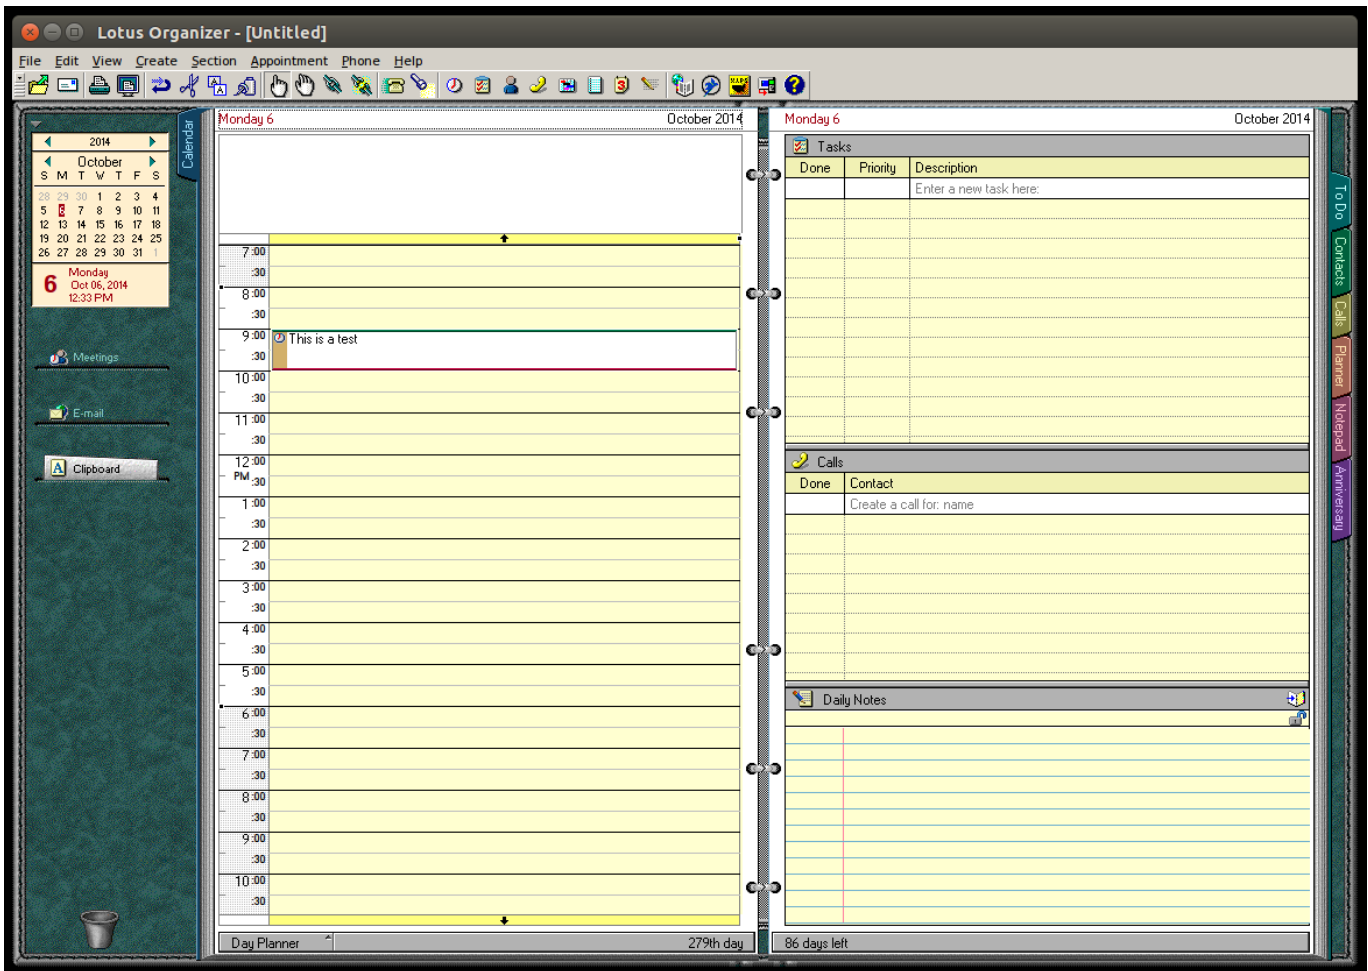 Lotus Organizer - [Untitled]
File Edit View Create Section Appointment Phone Help
MAPS
Calendar
2014
October
S M T W T F S
28 29 30 1 2 3 4
5 6 7 8 9 10 11
12 13 14 15 16 17 18
19 20 21 22 23 24 25
26 27 28 29 30 31 1
6
Monday
Oct 06, 2014
12:33 PM
Meetings
E-mail
Clipboard
Monday 6 October 2014
7:00
:30
8:00
:30
9:00 This is a test
:30
10:00
:30
11:00
:30
12:00
PM :30
1:00
:30
2:00
:30
3:00
:30
4:00
:30
5:00
:30
6:00
:30
7:00
:30
8:00
:30
9:00
:30
10:00
:30
Day Planner 279th day
Monday 6 October 2014
Tasks
Done Priority Description
Enter a new task here:
Calls
Done Contact
Create a call for: name
Daily Notes
86 days left
To Do
Contacts
Calls
Planner
Notepad
Anniversary